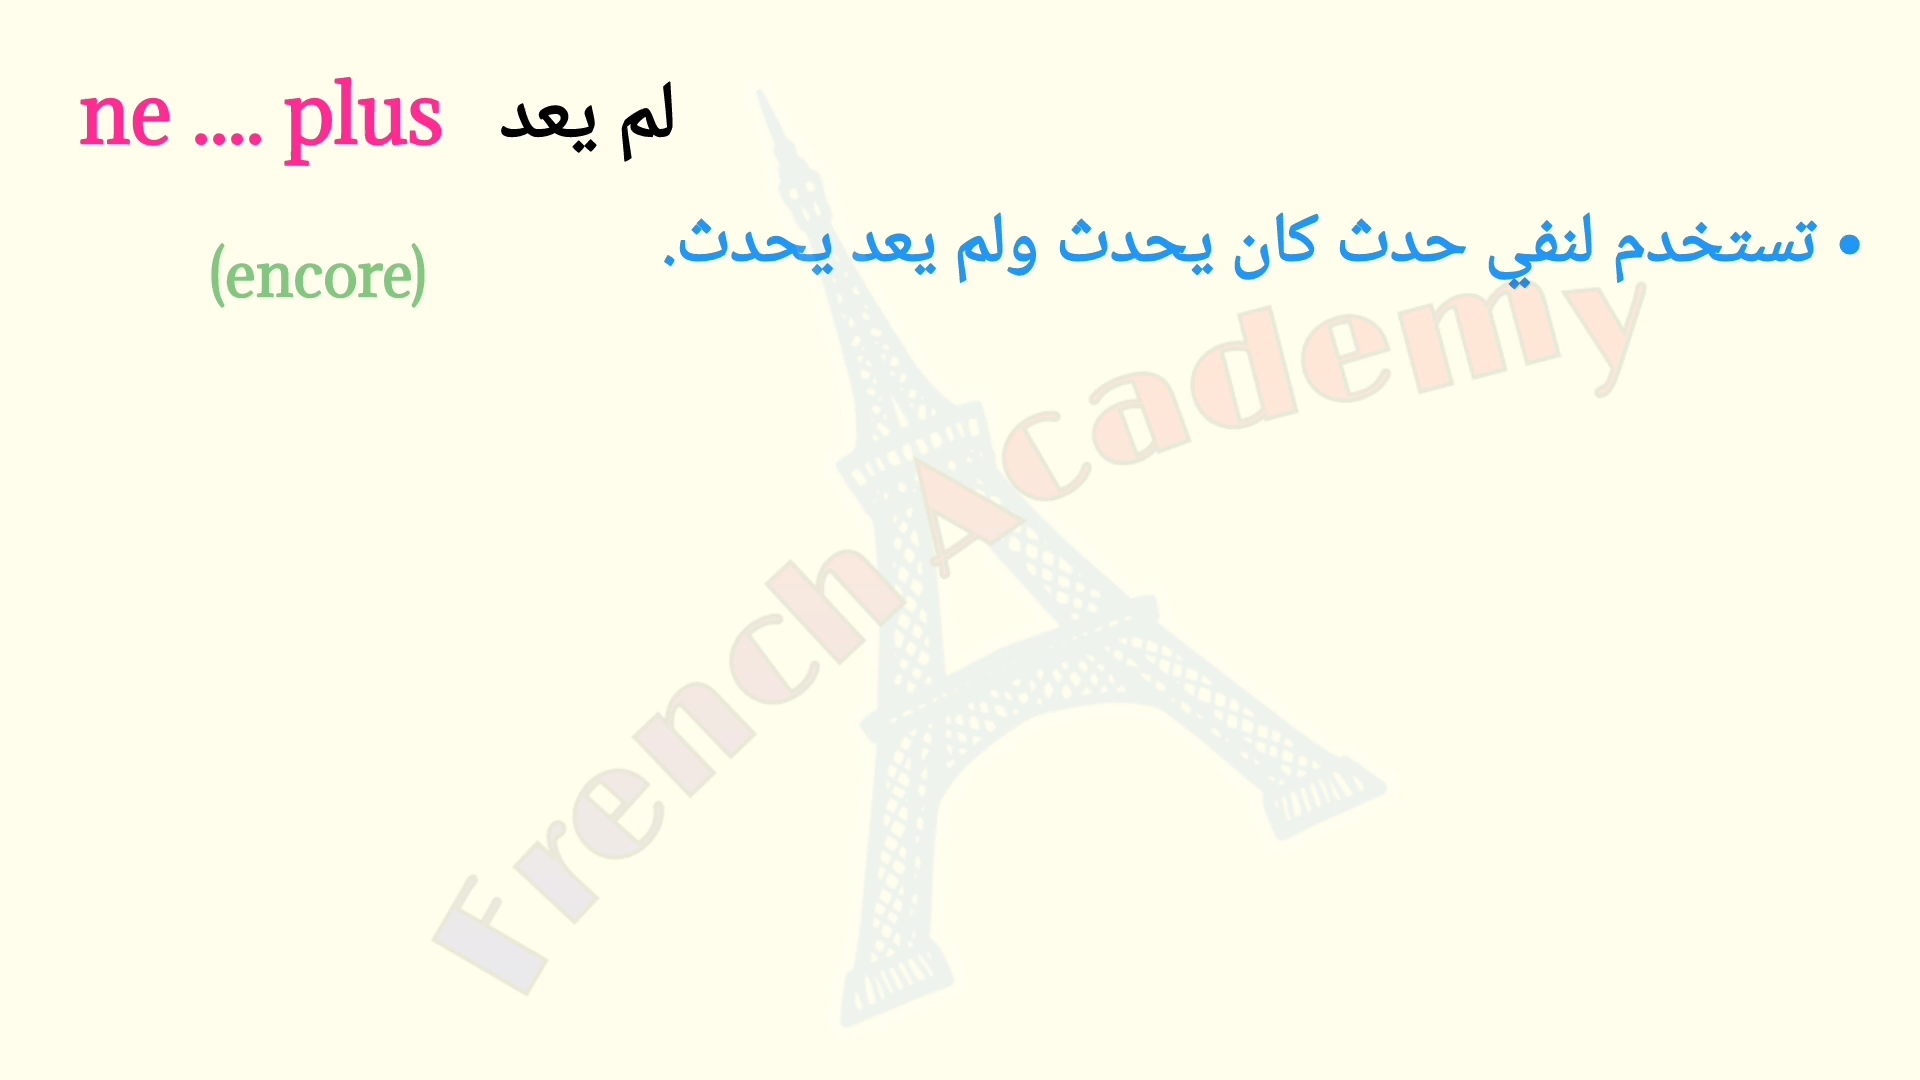 ne .... plus لم يعد
• تستخدم لنفي حدث كان يحدث ولم يعد يحدث.
(encore)
French Academy